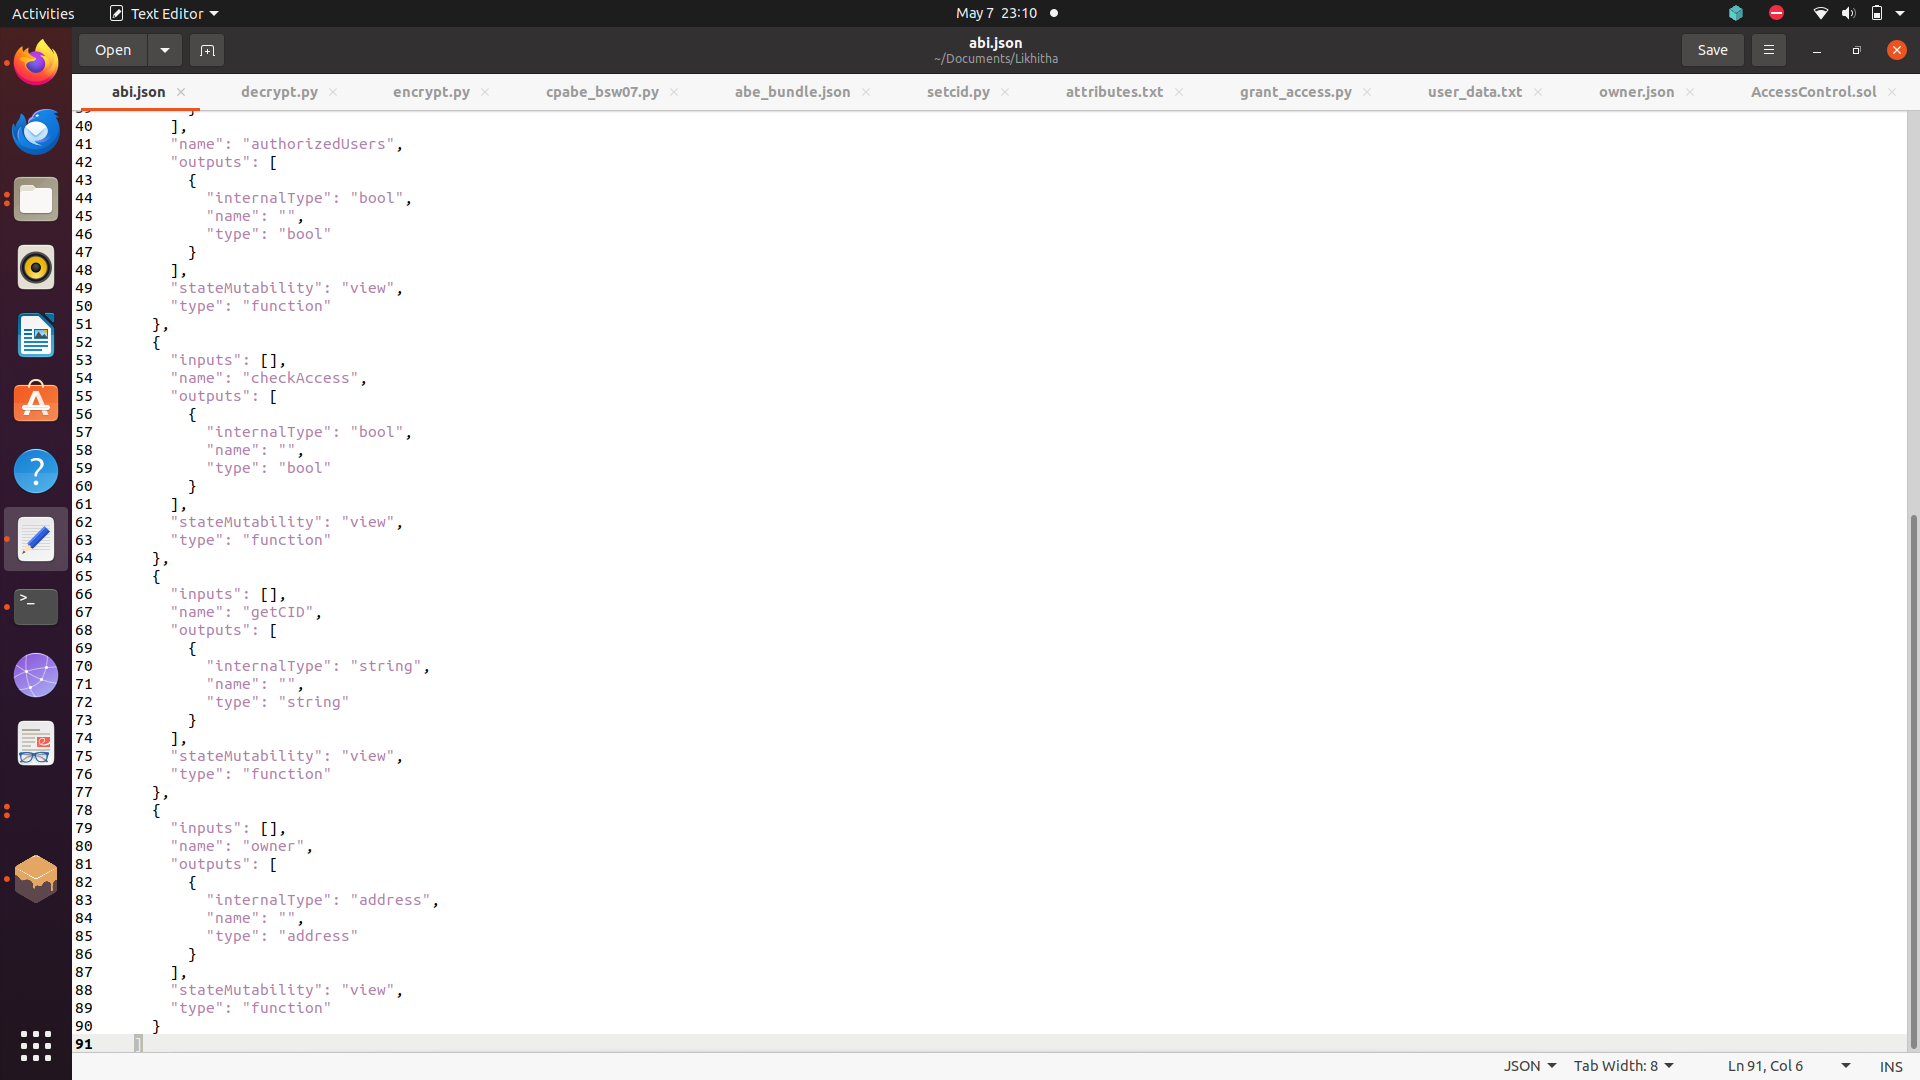 Activities Text Editor May 7 23:10
Open abi.json Save
~/Documents/Likhitha
abi.json decrypt.py encrypt.py cpabe_bsw07.py abe_bundle.json setcid.py attributes.txt grant_access.py user_data.txt owner.json AccessControl.sol
40 ],
41 "name": "authorizedUsers",
42 "outputs": [
43 {
44 "internalType": "bool",
45 "name": "",
46 "type": "bool"
47 }
48 ],
49 "stateMutability": "view",
50 "type": "function"
51 },
52 {
53 "inputs": [],
54 "name": "checkAccess",
55 "outputs": [
56 {
57 "internalType": "bool",
58 "name": "",
59 "type": "bool"
60 }
61 ],
62 "stateMutability": "view",
63 "type": "function"
64 },
65 {
66 "inputs": [],
67 "name": "getCID",
68 "outputs": [
69 {
70 "internalType": "string",
71 "name": "",
72 "type": "string"
73 }
74 ],
75 "stateMutability": "view",
76 "type": "function"
77 },
78 {
79 "inputs": [],
80 "name": "owner",
81 "outputs": [
82 {
83 "internalType": "address",
84 "name": "",
85 "type": "address"
86 }
87 ],
88 "stateMutability": "view",
89 "type": "function"
90 }
91 ]
JSON Tab Width: 8 Ln 91, Col 6 INS